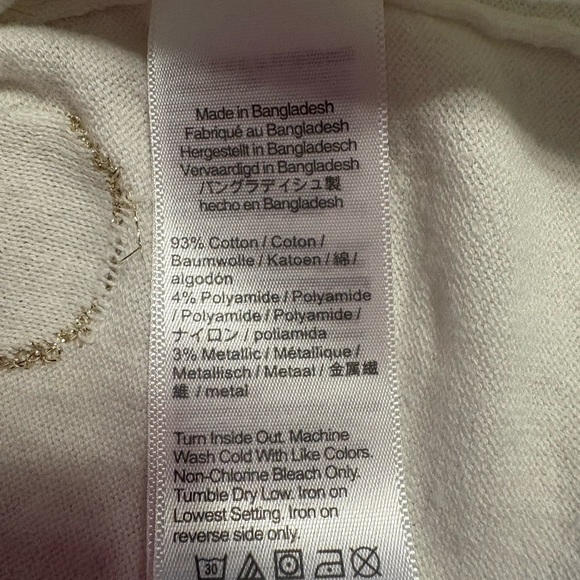 Made in Bangladesh
Fabriqué au Bangladesh
Hergestellt in Bangladesch
Vervaardigd in Bangladesh
バングラディシュ製
hecho en Bangladesh
93% Cotton / Coton /
Baumwolle / Katoen / 綿 /
algodón
4% Polyamide / Polyamide
/ Polyamide / Polyamide /
ナイロン / poliamida
3% Metallic / Métallique /
Metallisch / Metaal / 金属繊
維 / metal
Turn Inside Out. Machine
Wash Cold With Like Colors.
Non-Chlorine Bleach Only.
Tumble Dry Low. Iron on
Lowest Setting. Iron on
reverse side only.
30